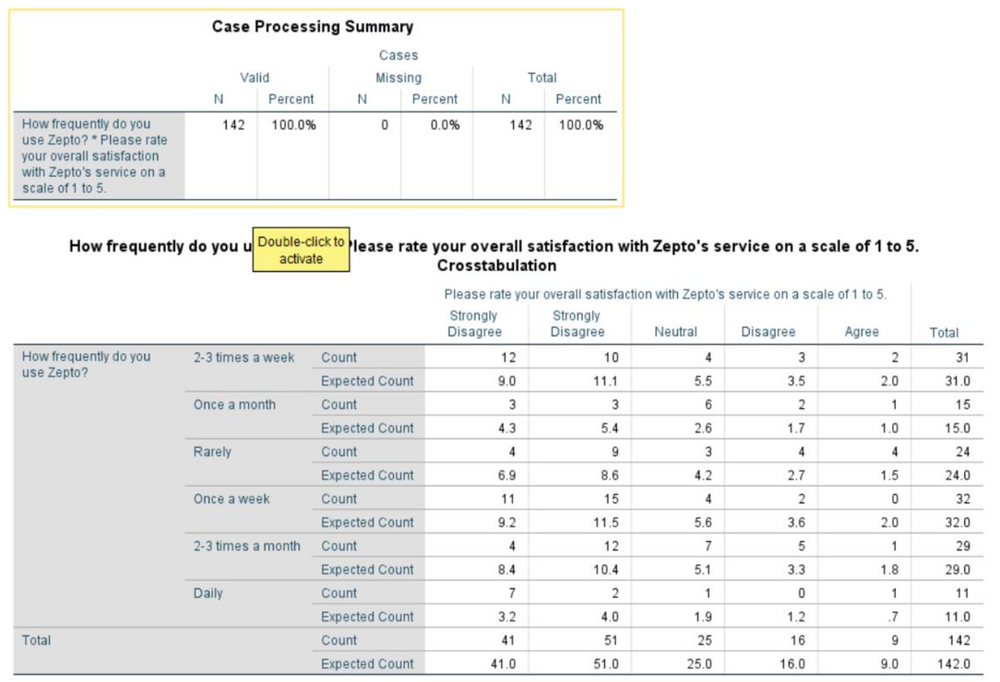 Case Processing Summary
Cases
Valid Missing Total
N Percent N Percent N Percent
How frequently do you use Zepto? * Please rate your overall satisfaction with Zepto's service on a scale of 1 to 5. 142 100.0% 0 0.0% 142 100.0%
How frequently do you u Please rate your overall satisfaction with Zepto's service on a scale of 1 to 5.
Double-click to
activate
Crosstabulation
Please rate your overall satisfaction with Zepto's service on a scale of 1 to 5.
Strongly Disagree Strongly Disagree Neutral Disagree Agree Total
How frequently do you use Zepto? 2-3 times a week Count 12 10 4 3 2 31
Expected Count 9.0 11.1 5.5 3.5 2.0 31.0
Once a month Count 3 3 6 2 1 15
Expected Count 4.3 5.4 2.6 1.7 1.0 15.0
Rarely Count 4 9 3 4 4 24
Expected Count 6.9 8.6 4.2 2.7 1.5 24.0
Once a week Count 11 15 4 2 0 32
Expected Count 9.2 11.5 5.6 3.6 2.0 32.0
2-3 times a month Count 4 12 7 5 1 29
Expected Count 8.4 10.4 5.1 3.3 1.8 29.0
Daily Count 7 2 1 0 1 11
Expected Count 3.2 4.0 1.9 1.2 .7 11.0
Total Count 41 51 25 16 9 142
Expected Count 41.0 51.0 25.0 16.0 9.0 142.0